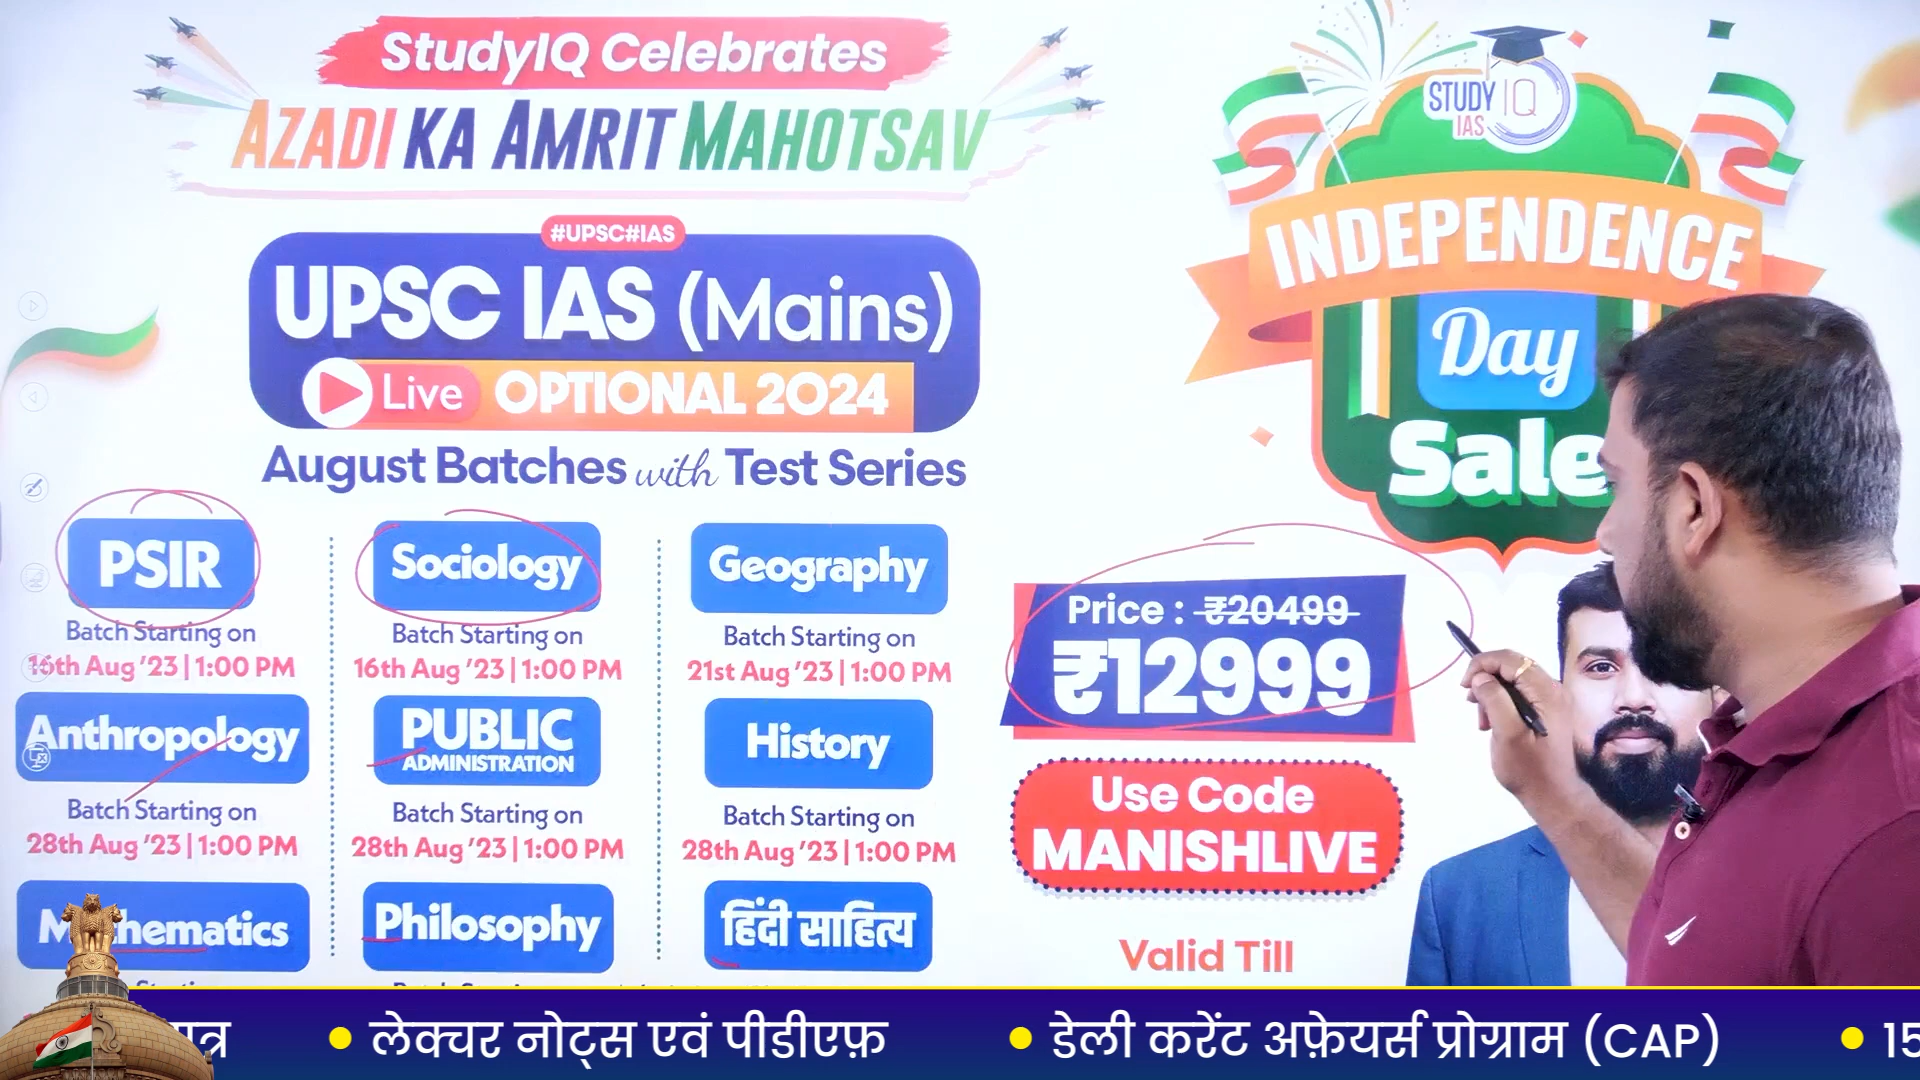 StudyIQ Celebrates
AZADI KA AMRIT MAHOTSAV
#UPSC#IAS
UPSC IAS (Mains)
Live OPTIONAL 2024
August Batches with Test Series
PSIR
Batch Starting on
16th Aug '23 | 1:00 PM
Sociology
Batch Starting on
16th Aug '23 | 1:00 PM
Geography
Batch Starting on
21st Aug '23 | 1:00 PM
Anthropology
Batch Starting on
28th Aug '23 | 1:00 PM
PUBLIC
ADMINISTRATION
Batch Starting on
28th Aug '23 | 1:00 PM
History
Batch Starting on
28th Aug '23 | 1:00 PM
Philosophy
हिंदी साहित्य
STUDY IQ
IAS
INDEPENDENCE
Day
Sale
Price : ₹20499
₹12999
Use Code
MANISHLIVE
Valid Till
लेक्चर नोट्स एवं पीडीएफ़
डेली करेंट अफ़ेयर्स प्रोग्राम (CAP)
15